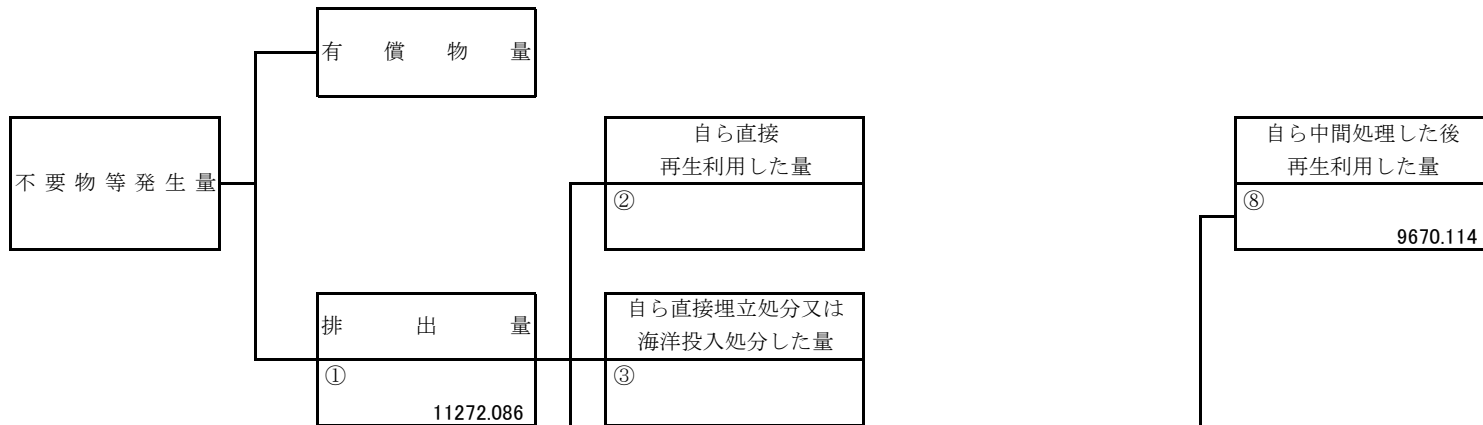 有償物量
不要物等発生量
自ら直接
再生利用した量
②
自ら中間処理した後
再生利用した量
⑧
9670.114
排出量
①
11272.086
自ら直接埋立処分又は
海洋投入処分した量
③